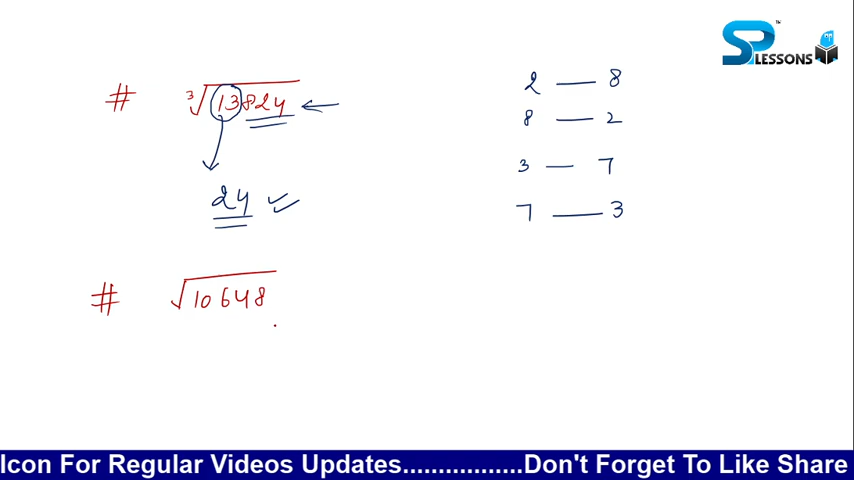 SP LESSONS ™
# ∛13824 ←
24 ✓
2 — 8
8 — 2
3 — 7
7 — 3
# √10648
Icon For Regular Videos Updates.................Don't Forget To Like Share